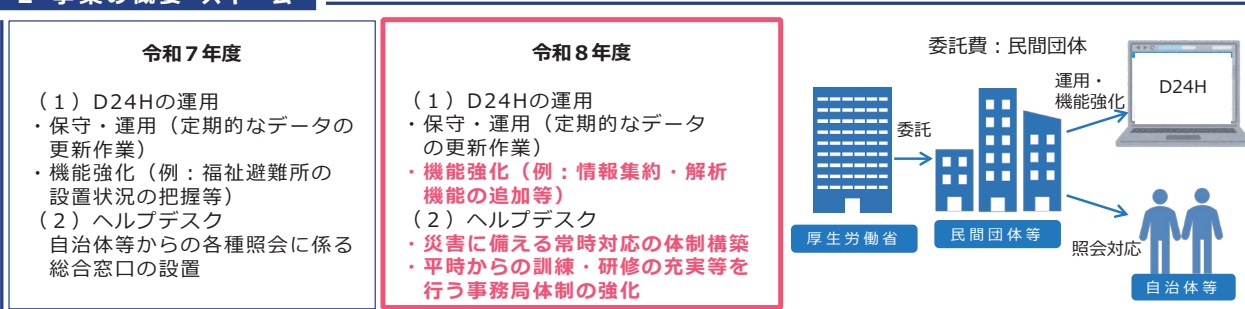 令和７年度
（１）D24Hの運用
・保守・運用（定期的なデータの
更新作業）
・機能強化（例：福祉避難所の
設置状況の把握等）
（２）ヘルプデスク
自治体等からの各種照会に係る
総合窓口の設置
令和８年度
（１）D24Hの運用
・保守・運用（定期的なデータ
の更新作業）
・機能強化（例：情報集約・解析
機能の追加等）
（２）ヘルプデスク
・災害に備える常時対応の体制構築
・平時からの訓練・研修の充実等を
行う事務局体制の強化
委託費：民間団体
運用・
機能強化
D24H
委託
厚生労働省
民間団体等
照会対応
自治体等